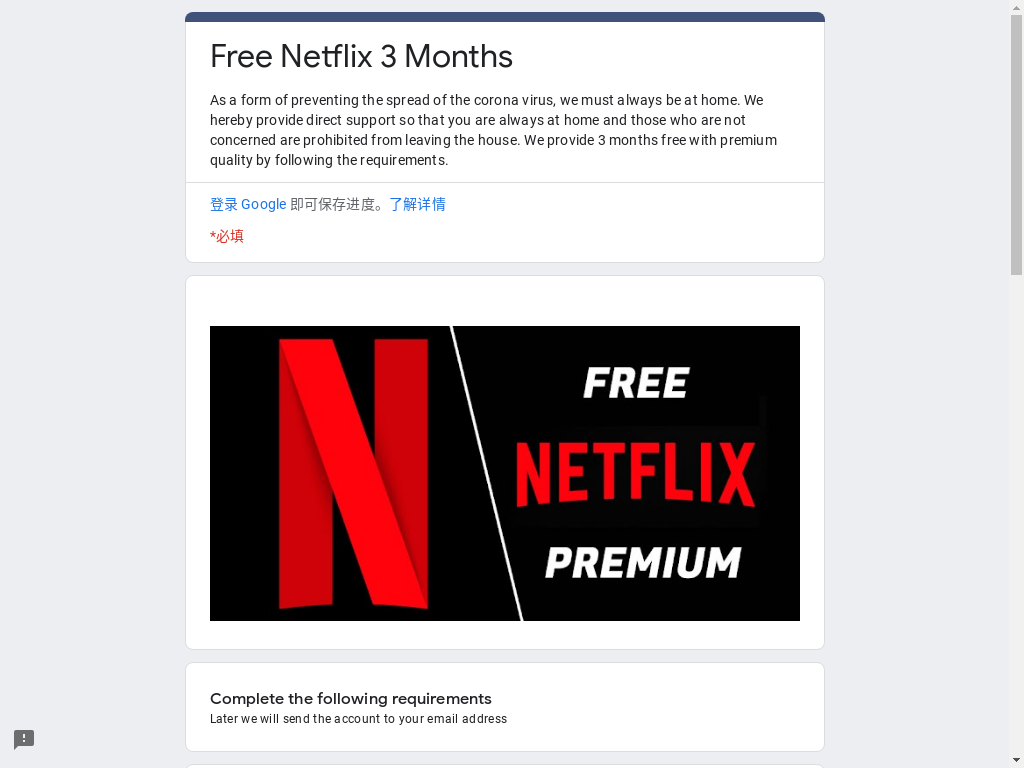 Free Netflix 3 Months
As a form of preventing the spread of the corona virus, we must always be at home. We
hereby provide direct support so that you are always at home and those who are not
concerned are prohibited from leaving the house. We provide 3 months free with premium
quality by following the requirements.
登录 Google 即可保存进度。了解详情
*必填
FREE
NETFLIX
PREMIUM
Complete the following requirements
Later we will send the account to your email address